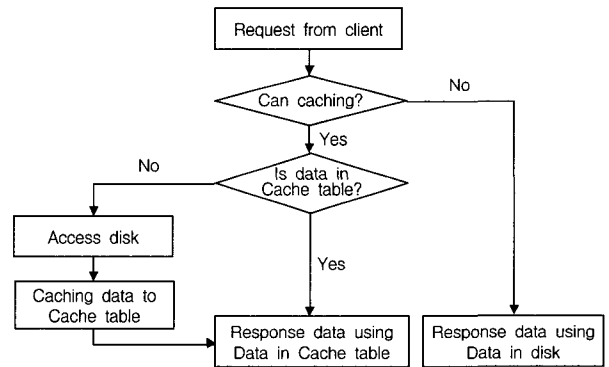 Request from client
Can caching?
No
Yes
No
Is data in
Cache table?
Access disk
Yes
Caching data to
Cache table
Response data using
Data in Cache table
Response data using
Data in disk